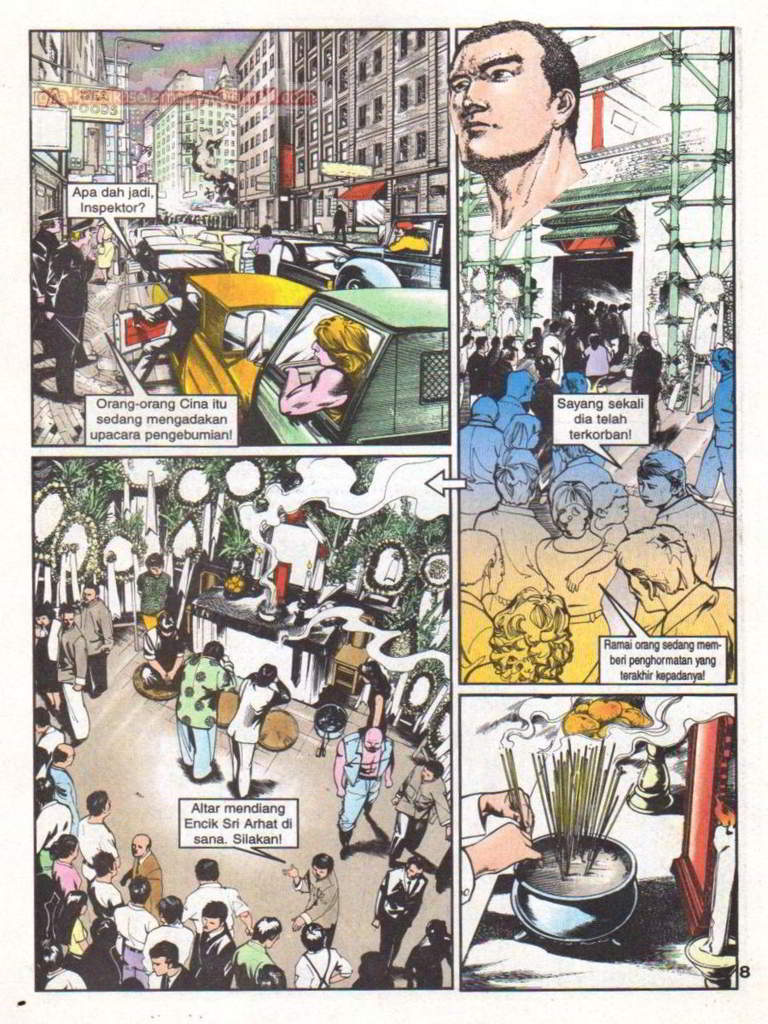 Apa dah jadi,
Inspektor?
Orang-orang Cina itu
sedang mengadakan
upacara pengebumian!
Sayang sekali
dia telah
terkorban!
Ramai orang sedang mem-
beri penghormatan yang
terakhir kepadanya!
Altar mendiang
Encik Sri Arhat di
sana. Silakan!
8